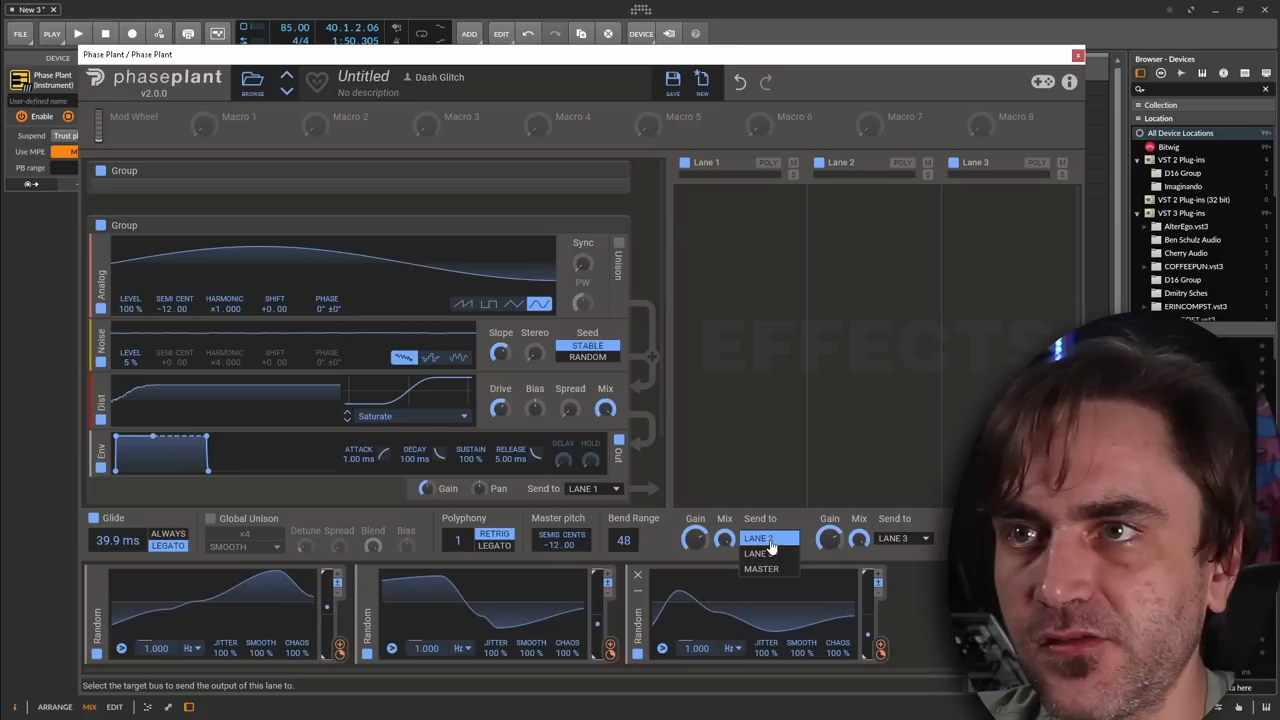 New 3 *
FILE
PLAY
85.00
4/4
40.1.2.06
1:50.305
ADD
EDIT
DEVICE
DEVICE
Phase Plant / Phase Plant
Browser - Devices
Phase Plant
(Instrument)
User-defined name
Enable
Suspend
Trust pl
Use MPE
M
PB range
phaseplant
v2.0.0
BROWSE
Untitled
Dash Glitch
No description
SAVE
NEW
Mod Wheel
Macro 1
Macro 2
Macro 3
Macro 4
Macro 5
Macro 6
Macro 7
Macro 8
Collection
Location
All Device Locations
99+
Bitwig
99+
VST 2 Plug-ins
4
D16 Group
2
Imaginando
VST 2 Plug-ins (32 bit)
VST 3 Plug-ins
99+
AlterEgo.vst3
Ben Schulz Audio
Cherry Audio
COFFEEPUN.vst3
D16 Group
Dmitry Sches
ERINCOMPST.vst3
Group
Lane 1
POLY
M
S
Lane 2
POLY
M
S
Lane 3
POLY
M
S
Group
Analog
LEVEL
SEMI CENT
HARMONIC
SHIFT
PHASE
100 %
-12.00
×1.000
+0.00
0° ±0°
Sync
PW
Unison
Noise
LEVEL
SEMI CENT
HARMONIC
SHIFT
PHASE
5 %
+0.00
×4.000
+0.00
0° ±0°
Slope
Stereo
Seed
STABLE
RANDOM
EFFECTS
Dist
Saturate
Drive
Bias
Spread
Mix
Env
ATTACK
DECAY
SUSTAIN
RELEASE
1.00 ms
100 ms
100 %
5.00 ms
DELAY
HOLD
Out
Gain
Pan
Send to
LANE 1
Glide
39.9 ms
ALWAYS
LEGATO
Global Unison
×4
SMOOTH
Detune
Spread
Blend
Bias
Polyphony
1
RETRIG
LEGATO
Master pitch
SEMIS CENTS
-12.00
Bend Range
48
Gain
Mix
Send to
LANE 2
MASTER
Gain
Mix
Send to
LANE 3
Random
1.000
Hz
JITTER
SMOOTH
CHAOS
100 %
100 %
100 %
Random
1.000
Hz
JITTER
SMOOTH
CHAOS
100 %
100 %
100 %
Random
1.000
Hz
JITTER
SMOOTH
CHAOS
100 %
100 %
100 %
Select the target bus to send the output of this lane to.
ARRANGE
MIX
EDIT